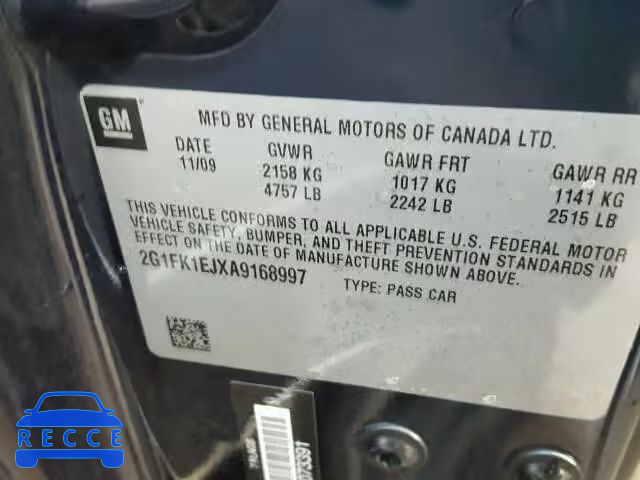 GM
MFD BY GENERAL MOTORS OF CANADA LTD.
DATE GVWR GAWR FRT GAWR RR
11/09 2158 KG 1017 KG 1141 KG
4757 LB 2242 LB 2515 LB
THIS VEHICLE CONFORMS TO ALL APPLICABLE U.S. FEDERAL MOTOR
VEHICLE SAFETY, BUMPER, AND THEFT PREVENTION STANDARDS IN
EFFECT ON THE DATE OF MANUFACTURE SHOWN ABOVE.
2G1FK1EJXA9168997 TYPE: PASS CAR
RECCE